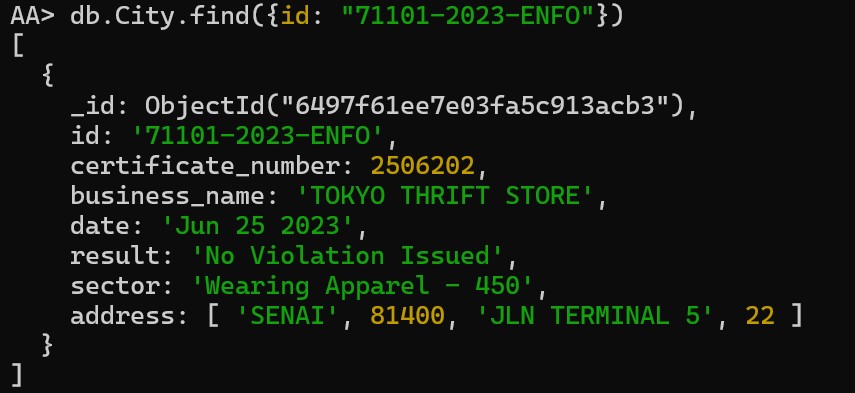 AA> db.City.find({id: "71101-2023-ENFO"})
[
  {
    _id: ObjectId("6497f61ee7e03fa5c913acb3"),
    id: '71101-2023-ENFO',
    certificate_number: 2506202,
    business_name: 'TOKYO THRIFT STORE',
    date: 'Jun 25 2023',
    result: 'No Violation Issued',
    sector: 'Wearing Apparel - 450',
    address: [ 'SENAI', 81400, 'JLN TERMINAL 5', 22 ]
  }
]